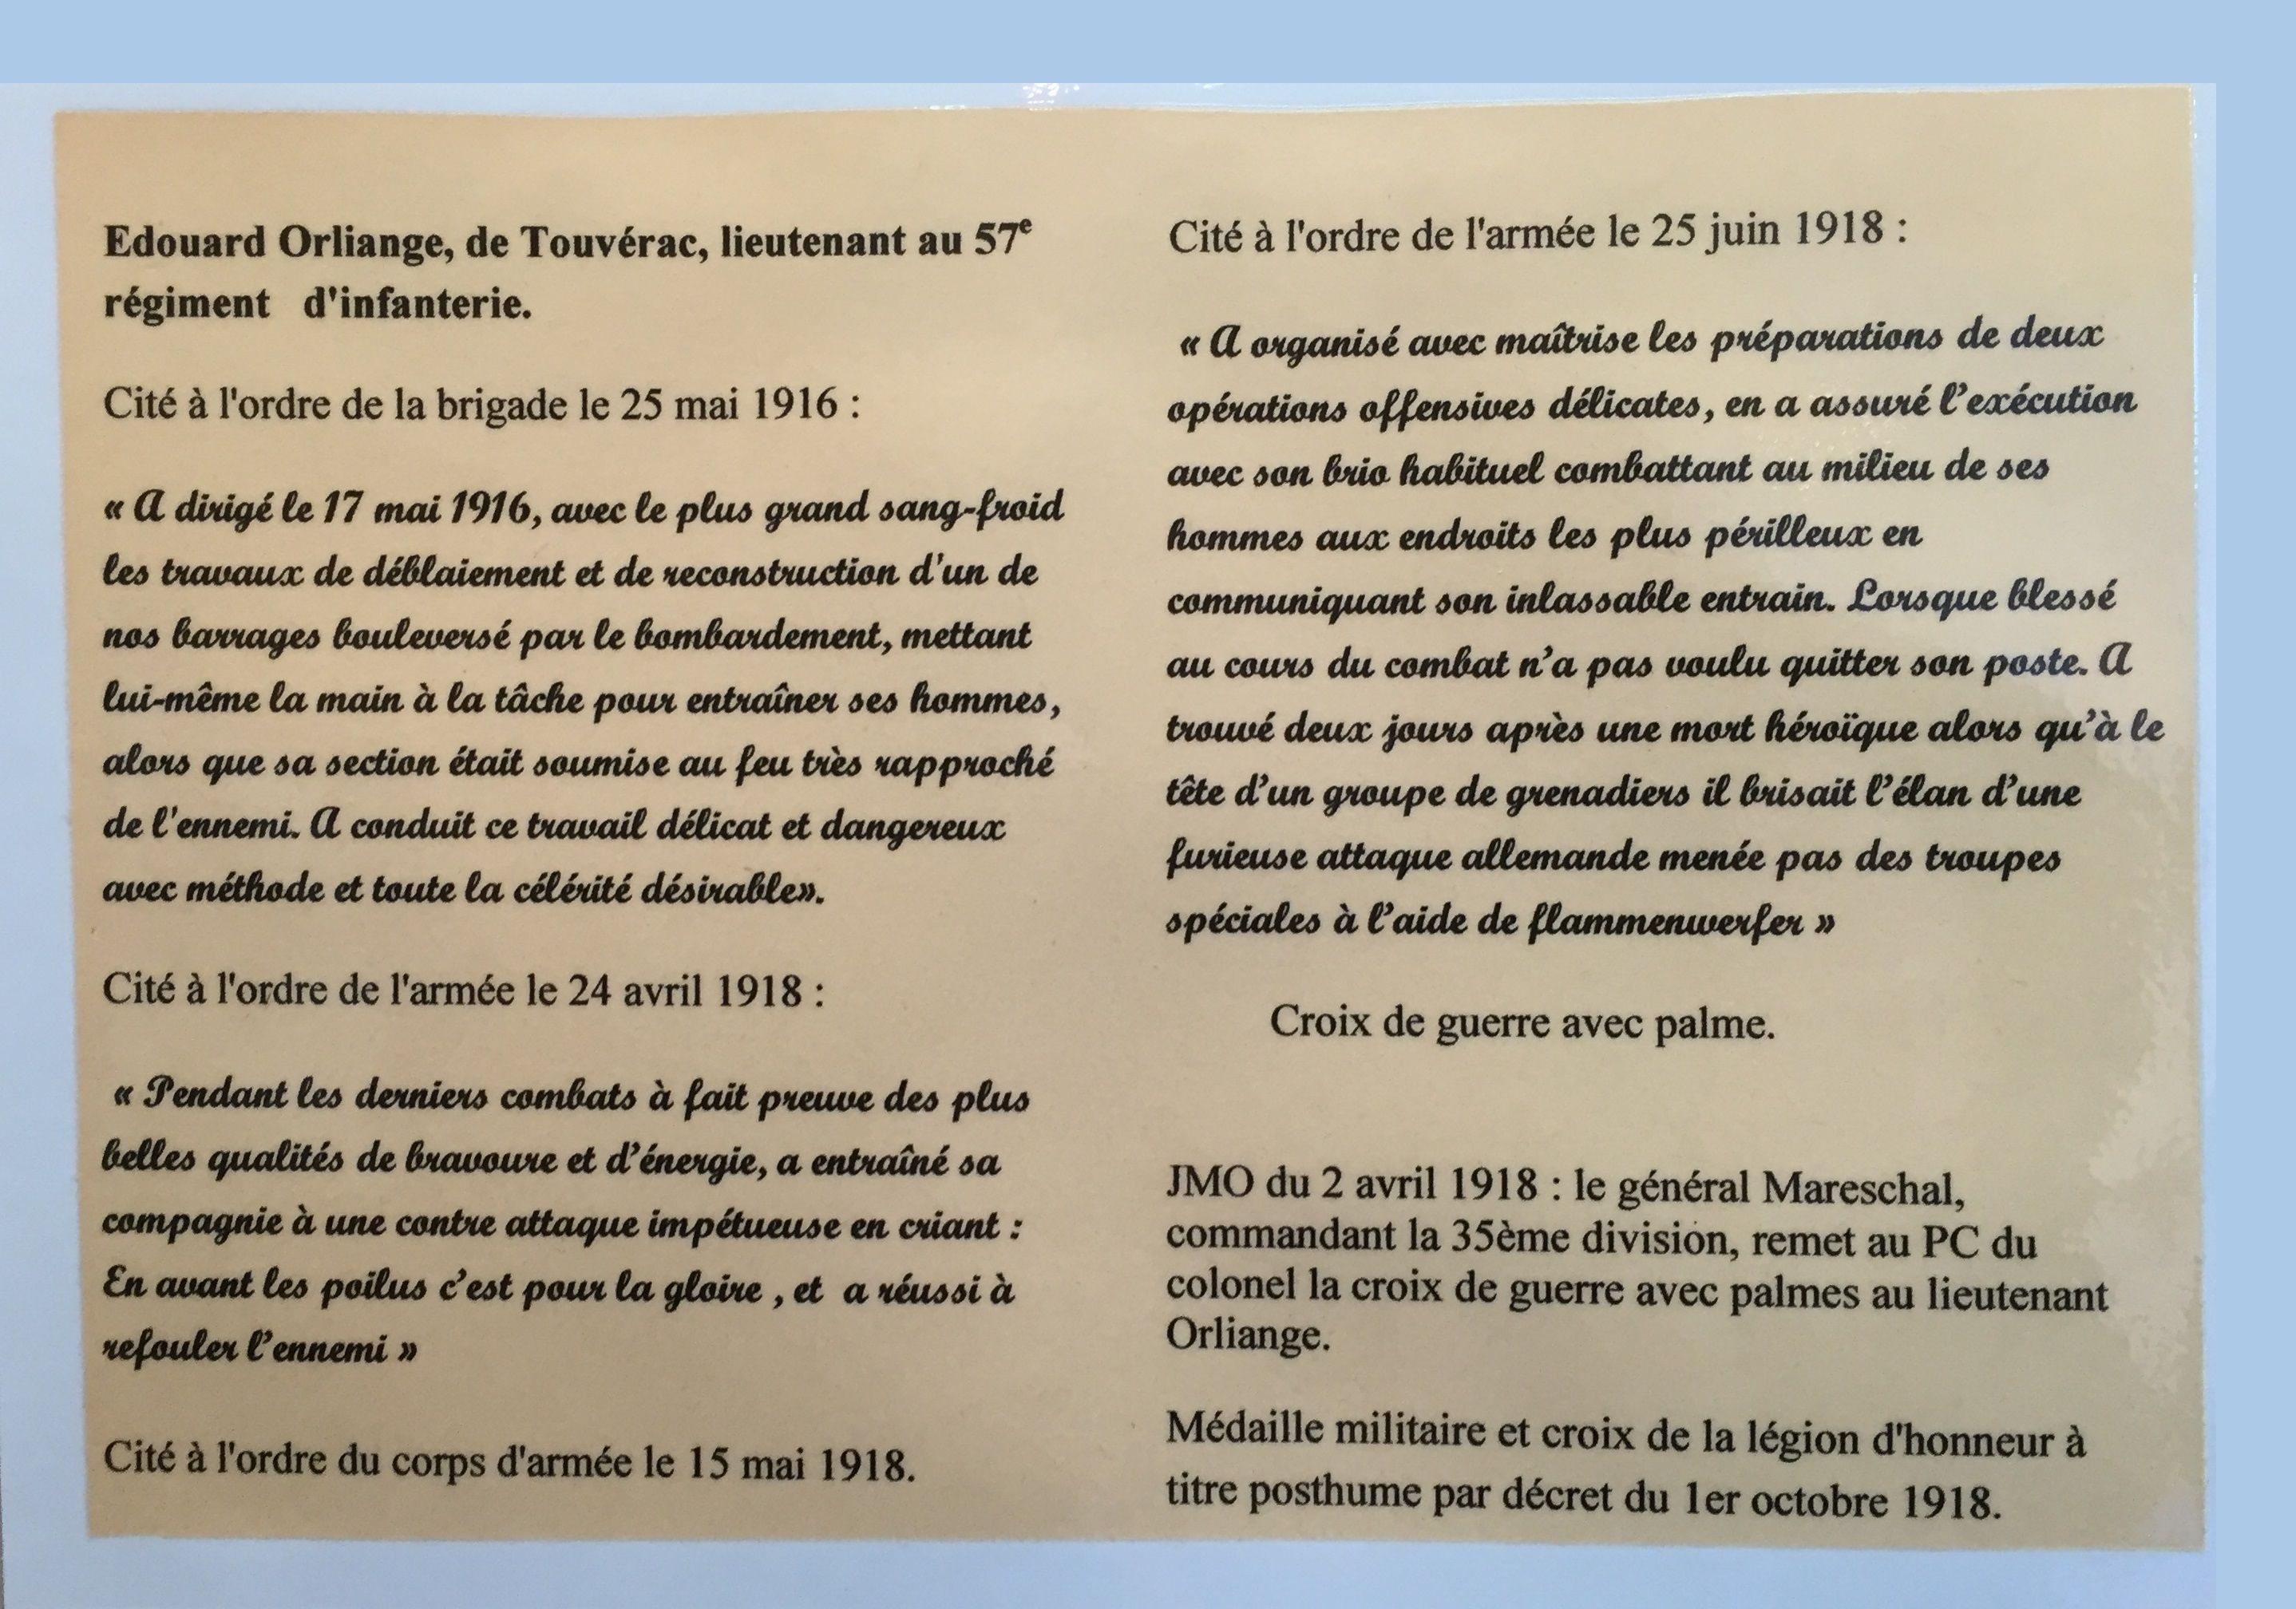 Edouard Orliange, de Touvérac, lieutenant au 57e
régiment d'infanterie.
Cité à l'ordre de la brigade le 25 mai 1916 :
« A dirigé le 17 mai 1916, avec le plus grand sang-froid
les travaux de déblaiement et de reconstruction d'un de
nos barrages bouleversé par le bombardement, mettant
lui-même la main à la tâche pour entraîner ses hommes,
alors que sa section était soumise au feu très rapproché
de l'ennemi. A conduit ce travail délicat et dangereux
avec méthode et toute la célérité désirable».
Cité à l'ordre de l'armée le 24 avril 1918 :
« Pendant les derniers combats à fait preuve des plus
belles qualités de bravoure et d'énergie, a entraîné sa
compagnie à une contre attaque impétueuse en criant :
En avant les poilus c'est pour la gloire , et a réussi à
refouler l'ennemi »
Cité à l'ordre du corps d'armée le 15 mai 1918.
Cité à l'ordre de l'armée le 25 juin 1918 :
« A organisé avec maîtrise les préparations de deux
opérations offensives délicates, en a assuré l'exécution
avec son brio habituel combattant au milieu de ses
hommes aux endroits les plus périlleux en
communiquant son inlassable entrain. Lorsque blessé
au cours du combat n'a pas voulu quitter son poste. A
trouvé deux jours après une mort héroïque alors qu'à le
tête d'un groupe de grenadiers il brisait l'élan d'une
furieuse attaque allemande menée pas des troupes
spéciales à l'aide de flammenwerfer »
Croix de guerre avec palme.
JMO du 2 avril 1918 : le général Mareschal,
commandant la 35ème division, remet au PC du
colonel la croix de guerre avec palmes au lieutenant
Orliange.
Médaille militaire et croix de la légion d'honneur à
titre posthume par décret du 1er octobre 1918.